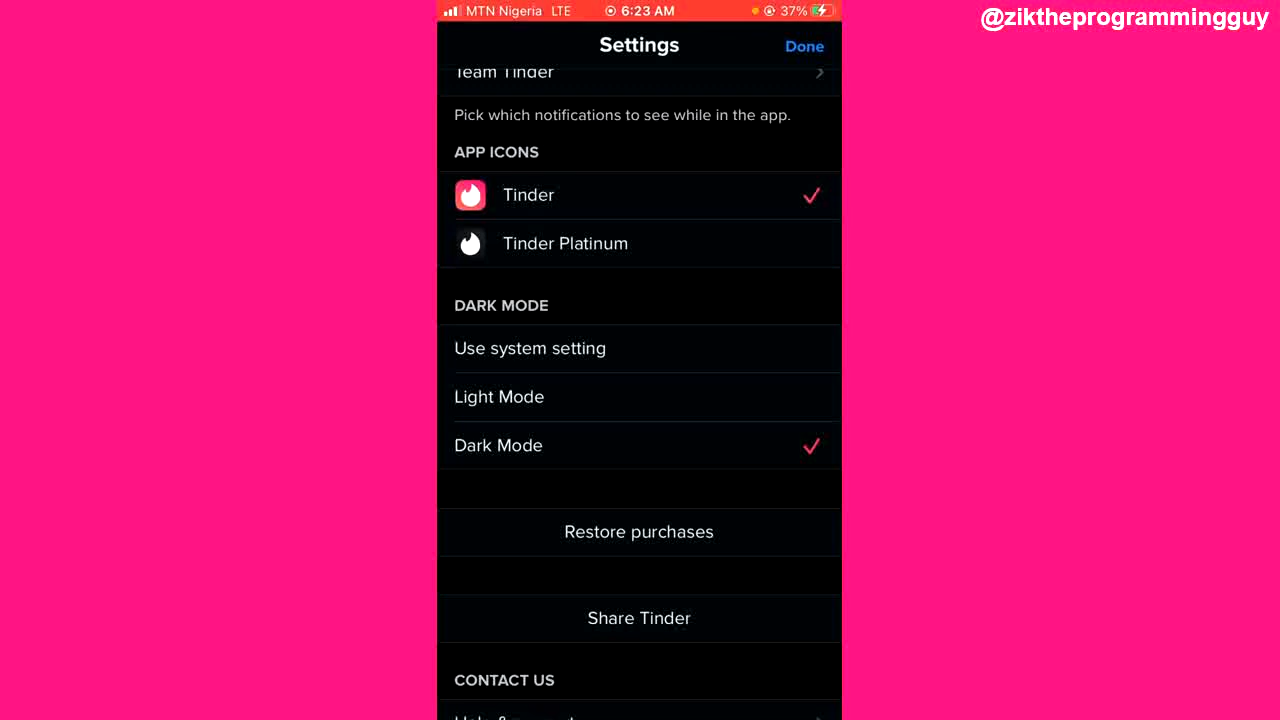 @ziktheprogrammingguy
MTN Nigeria LTE 6:23 AM 37%
Settings Done
Team Tinder
Pick which notifications to see while in the app.
APP ICONS
Tinder
Tinder Platinum
DARK MODE
Use system setting
Light Mode
Dark Mode
Restore purchases
Share Tinder
CONTACT US